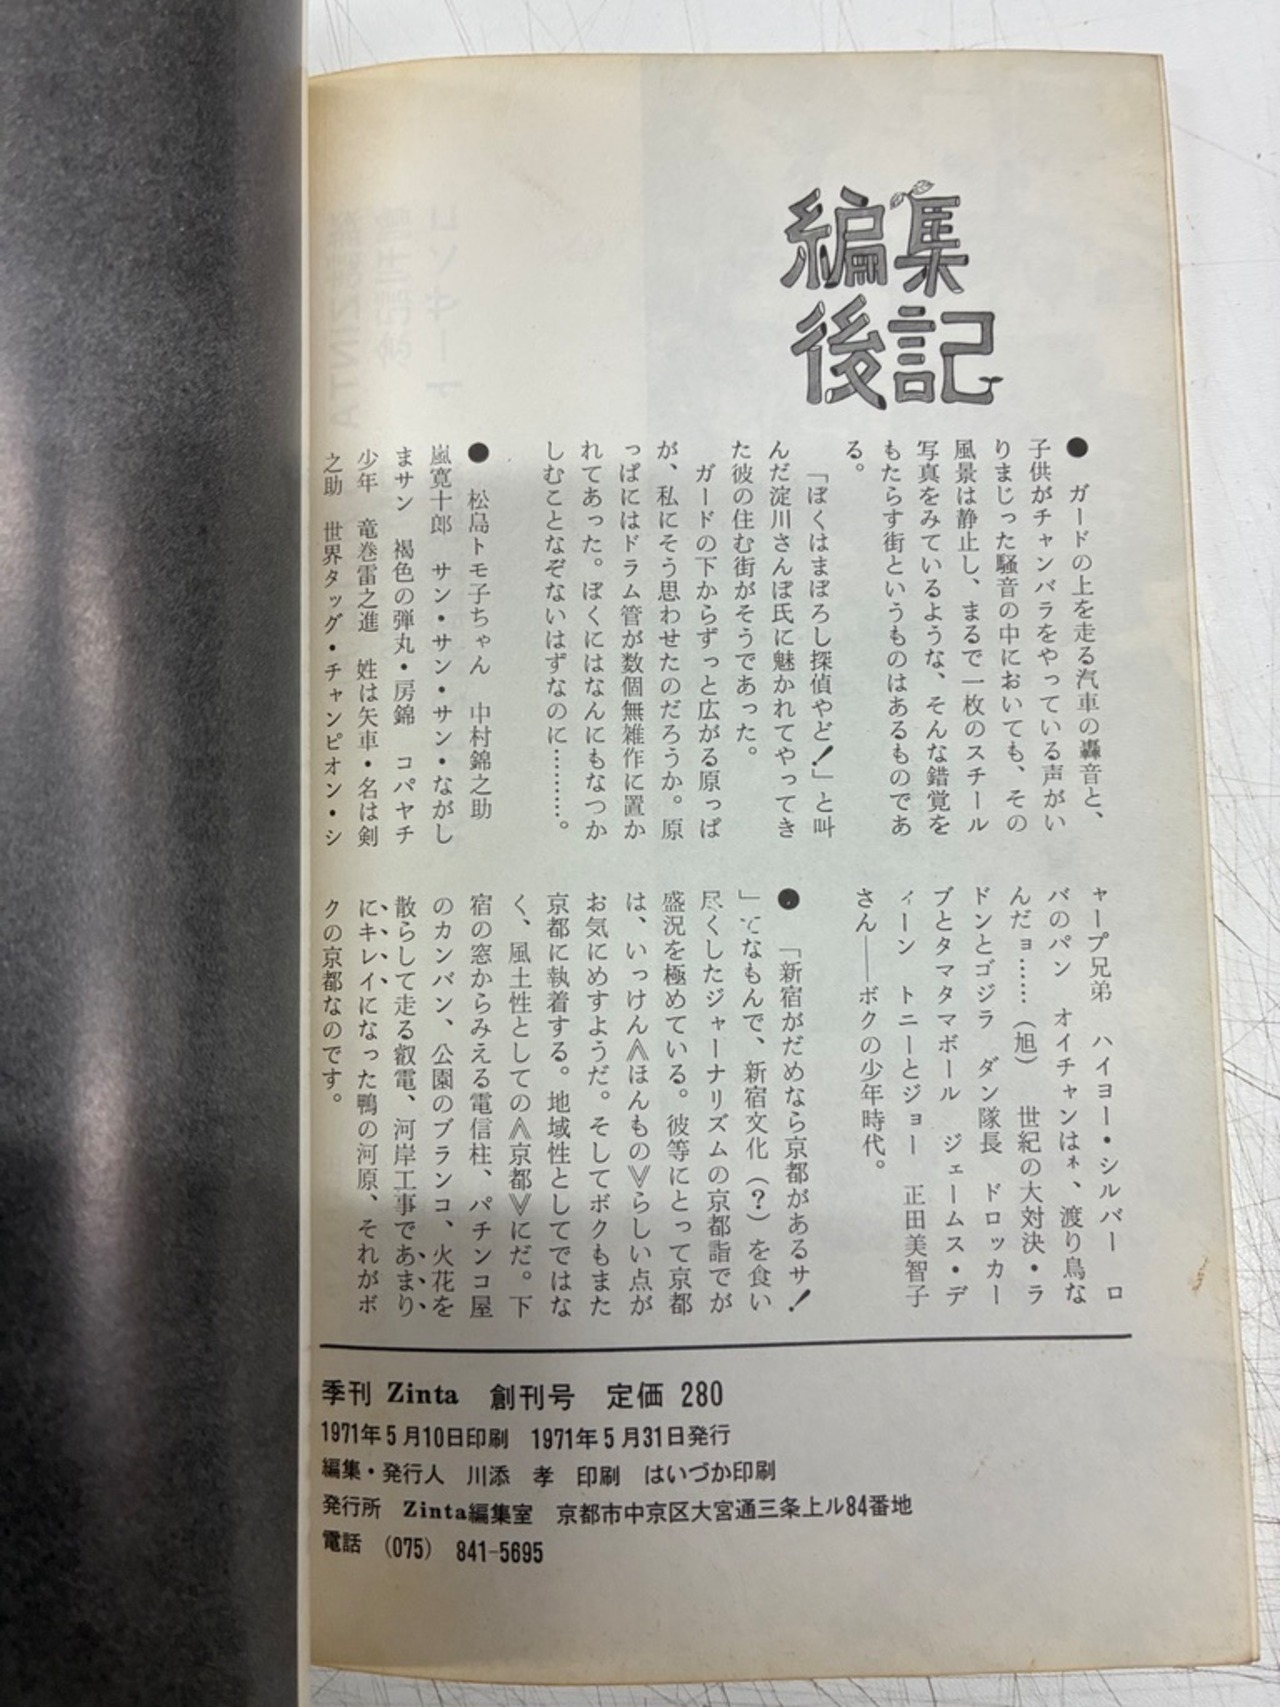 編集
後記
● ガードの上を走る汽車の轟音と、
子供がチャンバラをやっている声がい
りまじった騒音の中においても、その
風景は静止し、まるで一枚のスチール
写真をみているような、そんな錯覚を
もたらす街というものはあるものであ
る。
「ぼくはまぼろし探偵やど!」と叫
んだ淀川さんぽ氏に魅かれてやってき
た彼の住む街がそうであった。
ガードの下からずっと広がる原っぱ
が、私にそう思わせたのだろうか。原
っぱにはドラム管が数個無雑作に置か
れてあった。ぼくにはなんにもなつか
しむことなぞないはずなのに………。
● 松島トモ子ちゃん 中村錦之助
嵐寛十郎 サン・サン・サン・ながし
まサン 褐色の弾丸・房錦 コパヤチ
少年 竜巻雷之進 姓は矢車・名は剣
之助 世界タッグ・チャンピオン・シ
ャープ兄弟 ハイヨー・シルバー ロ
バのパン オイチャンはネ、渡り鳥な
んだョ……(旭) 世紀の大対決・ラ
ドンとゴジラ ダン隊長 ドロッカー
ブとタマタマボール ジェームス・デ
ィーン トニーとジョー 正田美智子
さん――ボクの少年時代。
● 「新宿がだめなら京都があるサ!
」てなもんで、新宿文化(?)を食い
尽くしたジャーナリズムの京都詣でが
盛況を極めている。彼等にとって京都
は、いっけん≪ほんもの≫らしい点が
お気にめすようだ。そしてボクもまた
京都に執着する。地域性としてではな
く、風土性としての≪京都≫にだ。下
宿の窓からみえる電信柱、パチンコ屋
のカンバン、公園のブランコ、火花を
散らして走る叡電、河岸工事であまり
にキレイになった鴨の河原、それがボ
クの京都なのです。
季刊 Zinta 創刊号 定価 280
1971年5月10日印刷 1971年5月31日発行
編集・発行人 川添 孝 印刷 はいづか印刷
発行所 Zinta編集室 京都市中京区大宮通三条上ル84番地
電話 (075) 841-5695